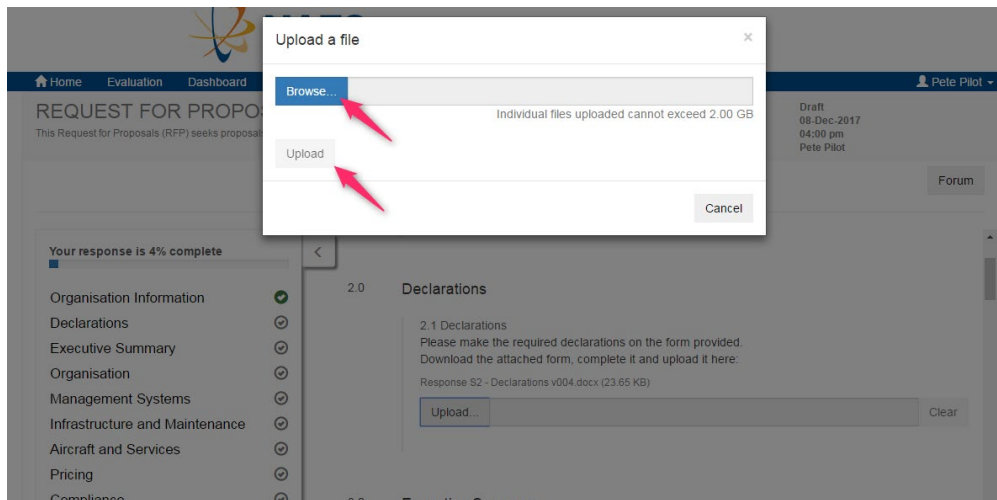 Upload a file
×
Home Evaluation Dashboard
Pete Pilot
Browse...
Individual files uploaded cannot exceed 2.00 GB
Upload
Cancel
REQUEST FOR
This Request for Proposals (RFP) seeks
Draft
08-Dec-2017
04:00 pm
Pete Pilot
Forum
Your response is 4% complete
Organisation Information
Declarations
Executive Summary
Organisation
Management Systems
Infrastructure and Maintenance
Aircraft and Services
Pricing
Compliance
2.0 Declarations
2.1 Declarations
Please make the required declarations on the form provided.
Download the attached form, complete it and upload it here:
Response S2 - Declarations v004.docx (23.65 KB)
Upload... Clear